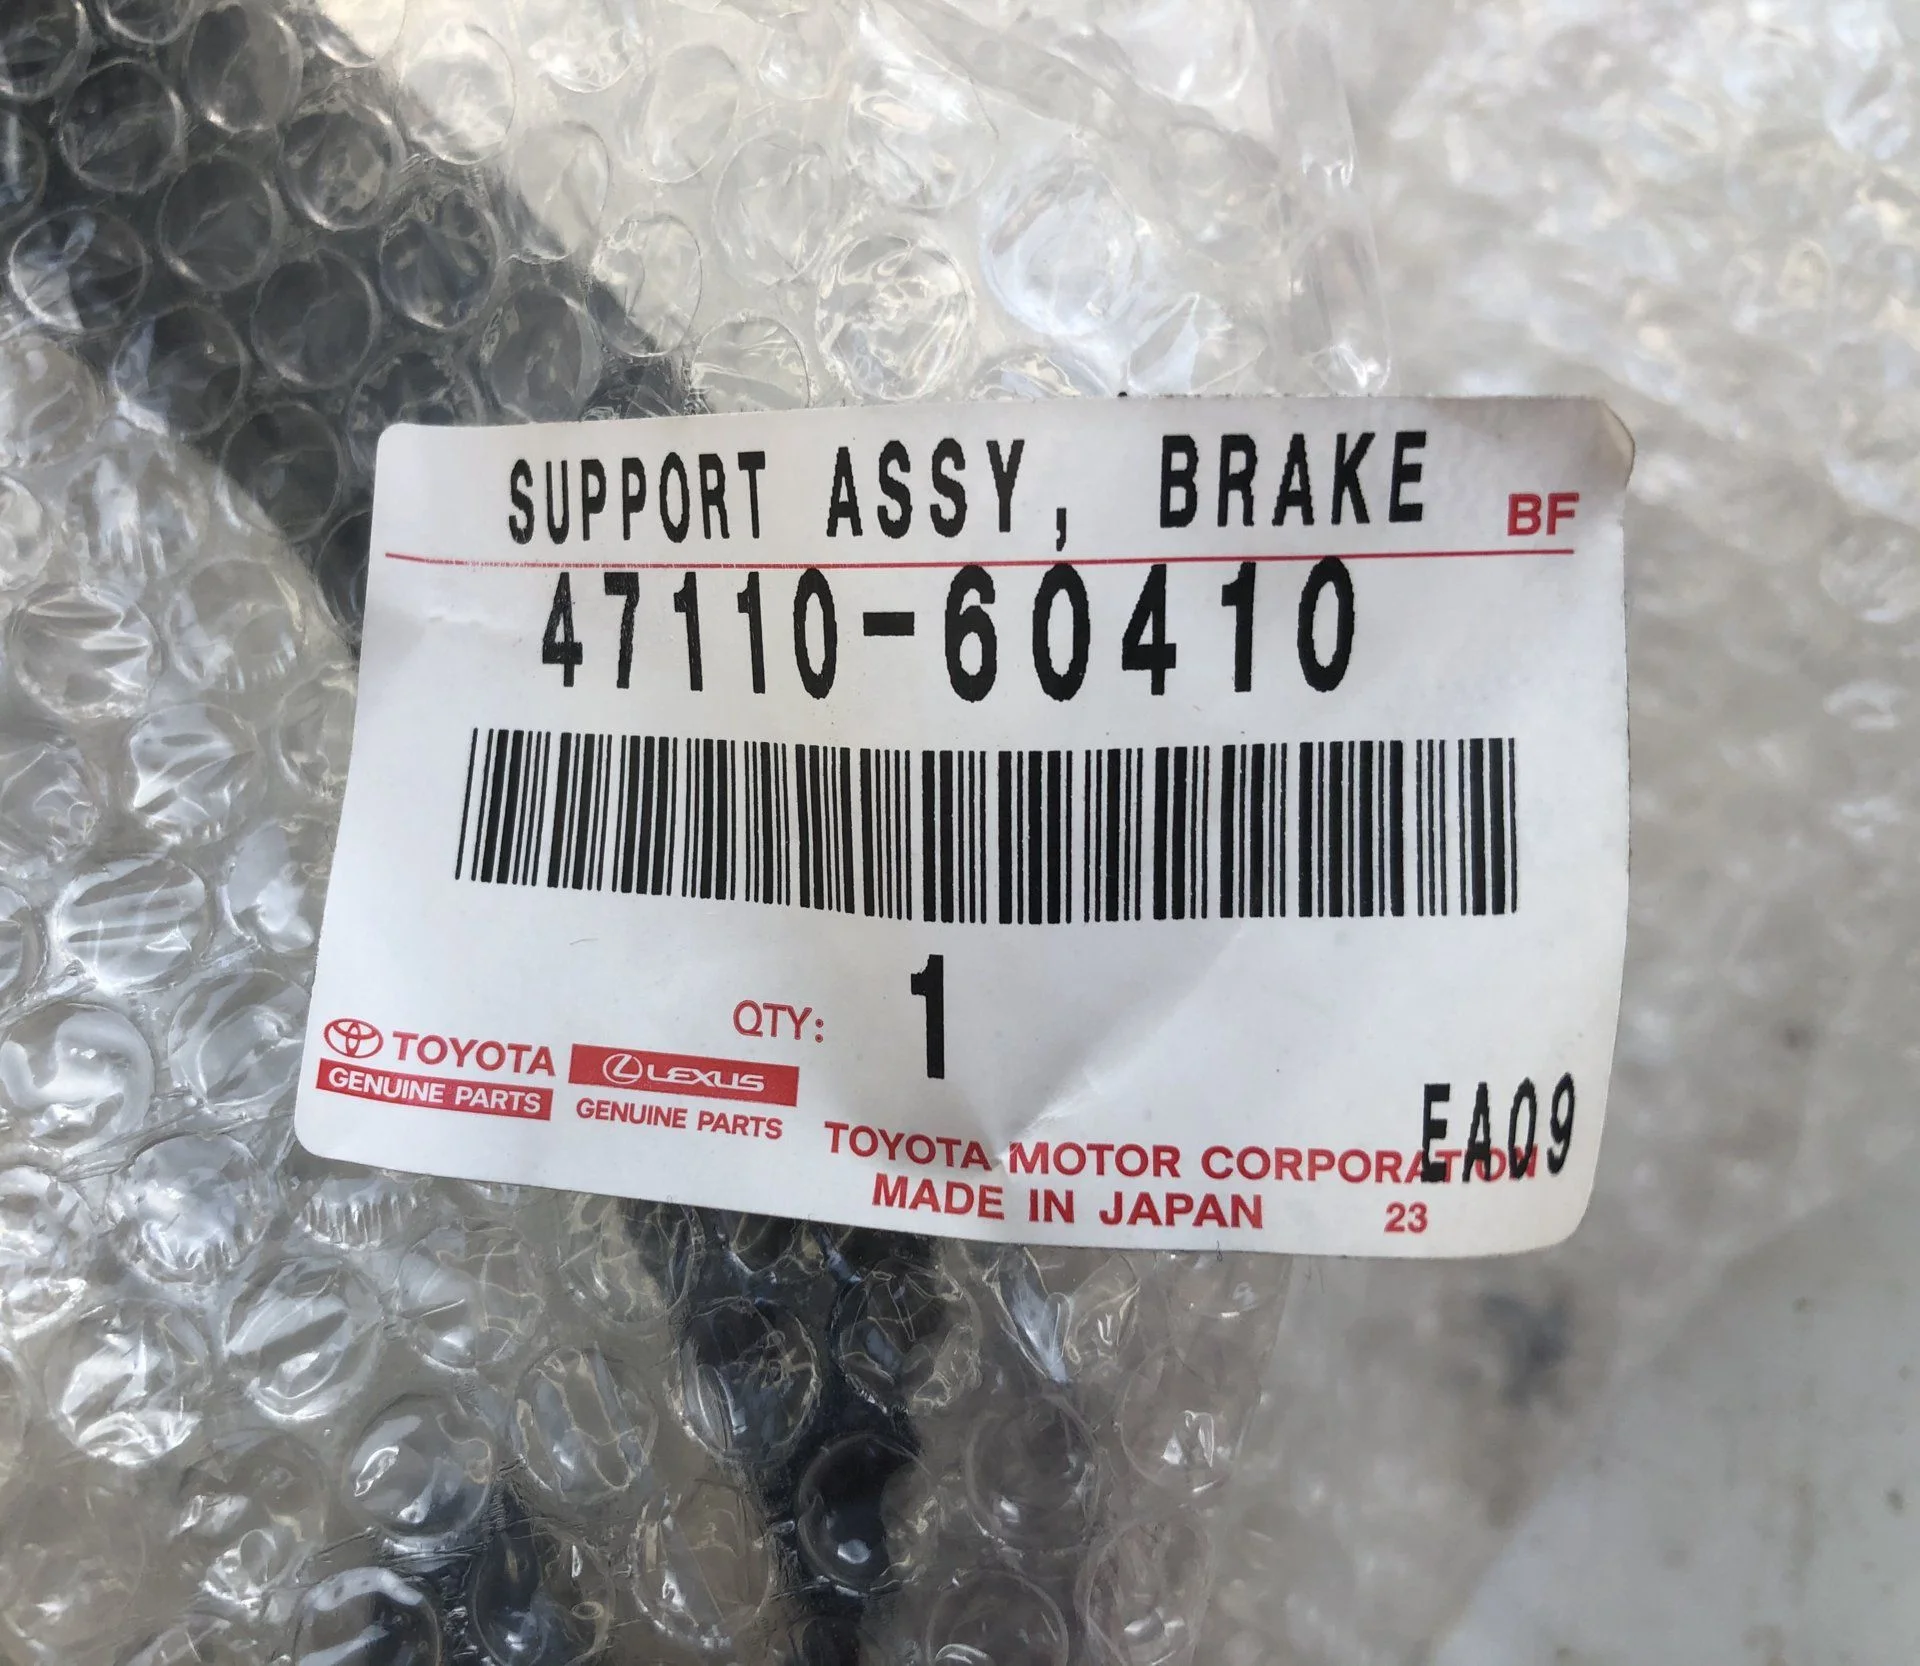 SUPPORT ASSY, BRAKE BF
47110-60410
QTY: 1
TOYOTA LEXUS
GENUINE PARTS GENUINE PARTS
EA09
TOYOTA MOTOR CORPORATION
MADE IN JAPAN 23